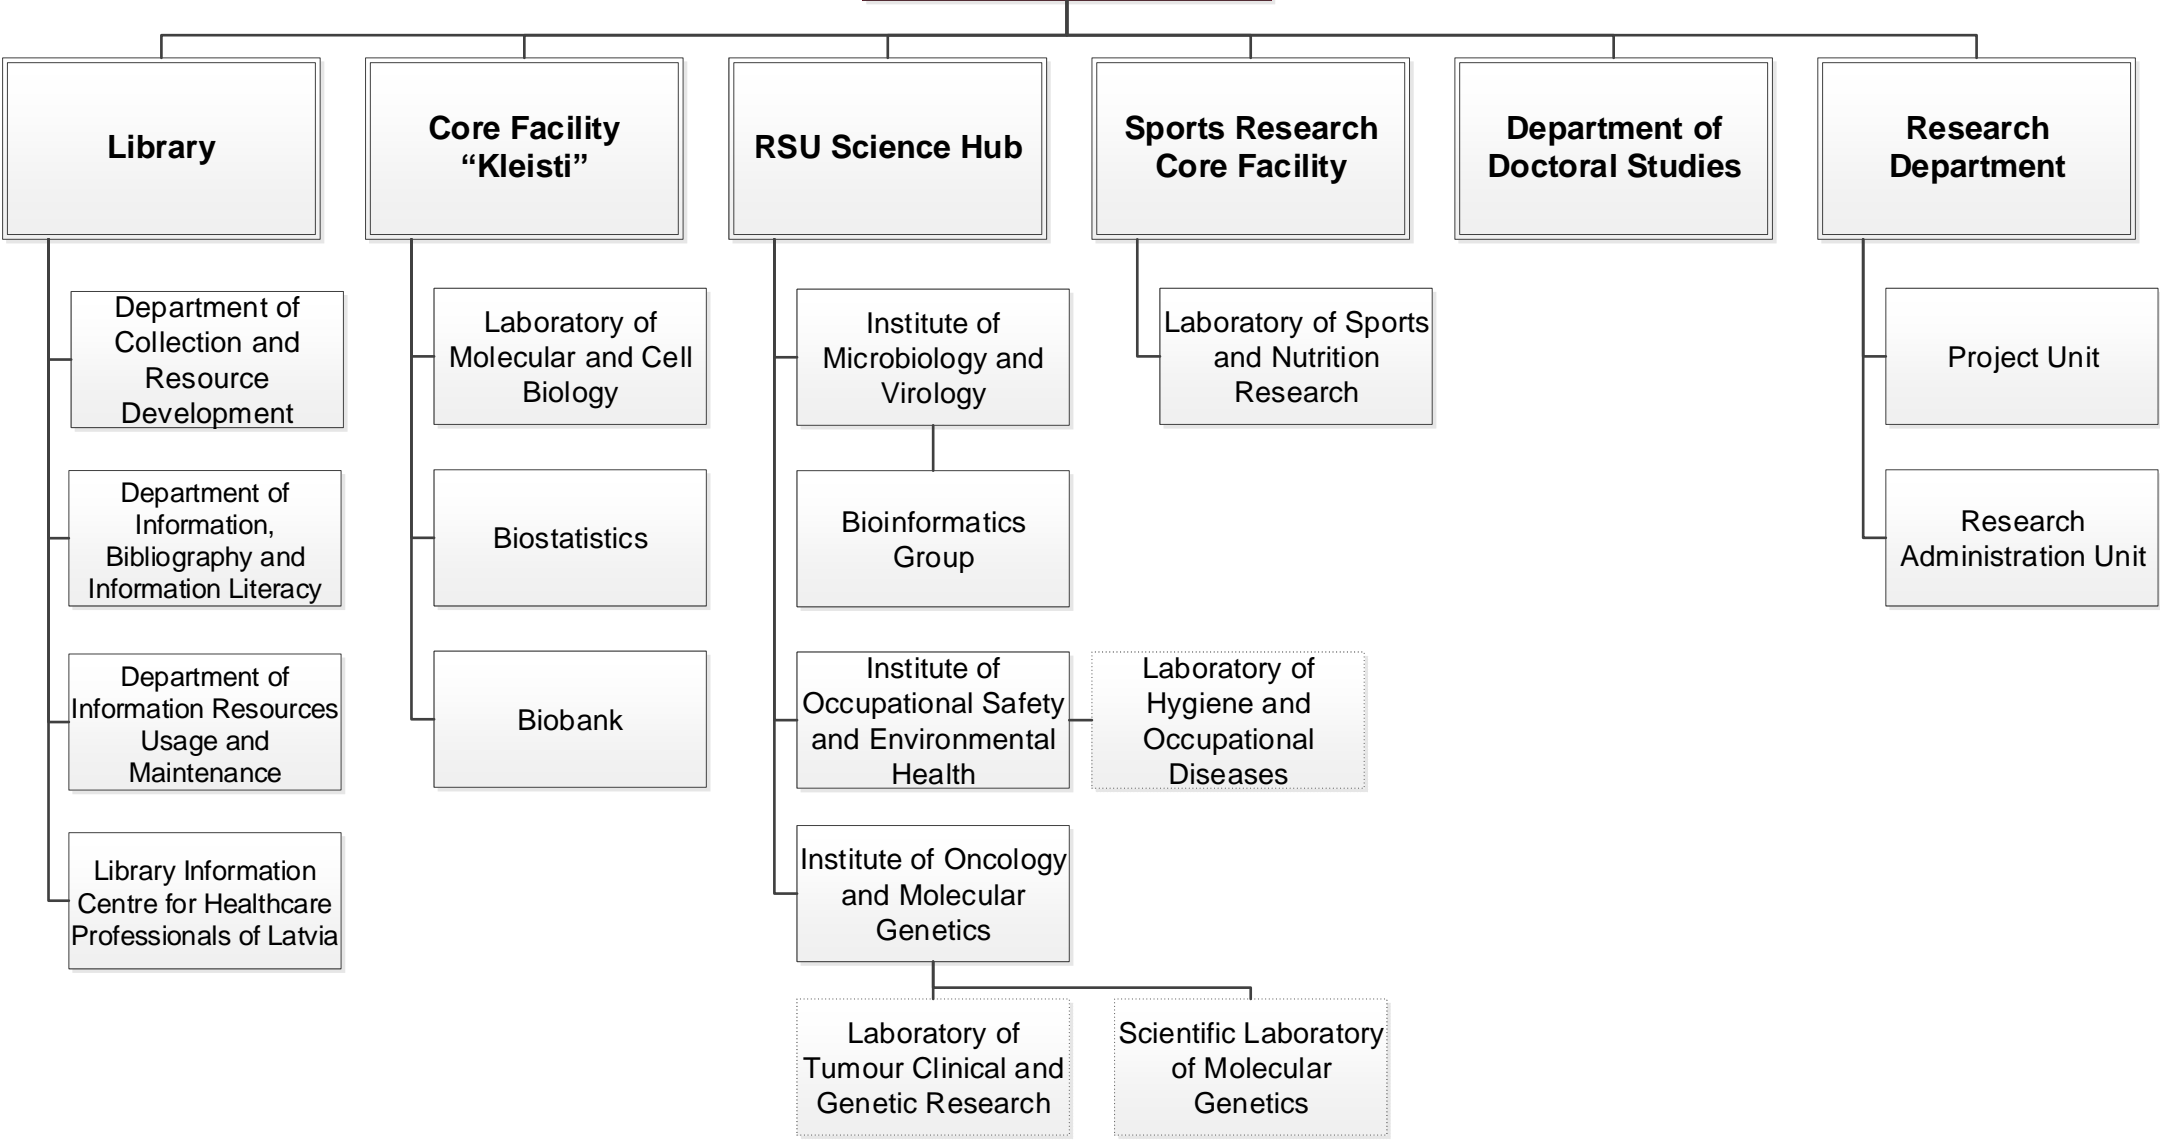 Library
Core Facility
“Kleisti”
RSU Science Hub
Sports Research
Core Facility
Department of
Doctoral Studies
Research
Department
Department of
Collection and
Resource
Development
Department of
Information,
Bibliography and
Information Literacy
Department of
Information Resources
Usage and
Maintenance
Library Information
Centre for Healthcare
Professionals of Latvia
Laboratory of
Molecular and Cell
Biology
Biostatistics
Biobank
Institute of
Microbiology and
Virology
Bioinformatics
Group
Institute of
Occupational Safety
and Environmental
Health
Laboratory of
Hygiene and
Occupational
Diseases
Institute of Oncology
and Molecular
Genetics
Laboratory of
Tumour Clinical and
Genetic Research
Scientific Laboratory
of Molecular
Genetics
Laboratory of Sports
and Nutrition
Research
Project Unit
Research
Administration Unit